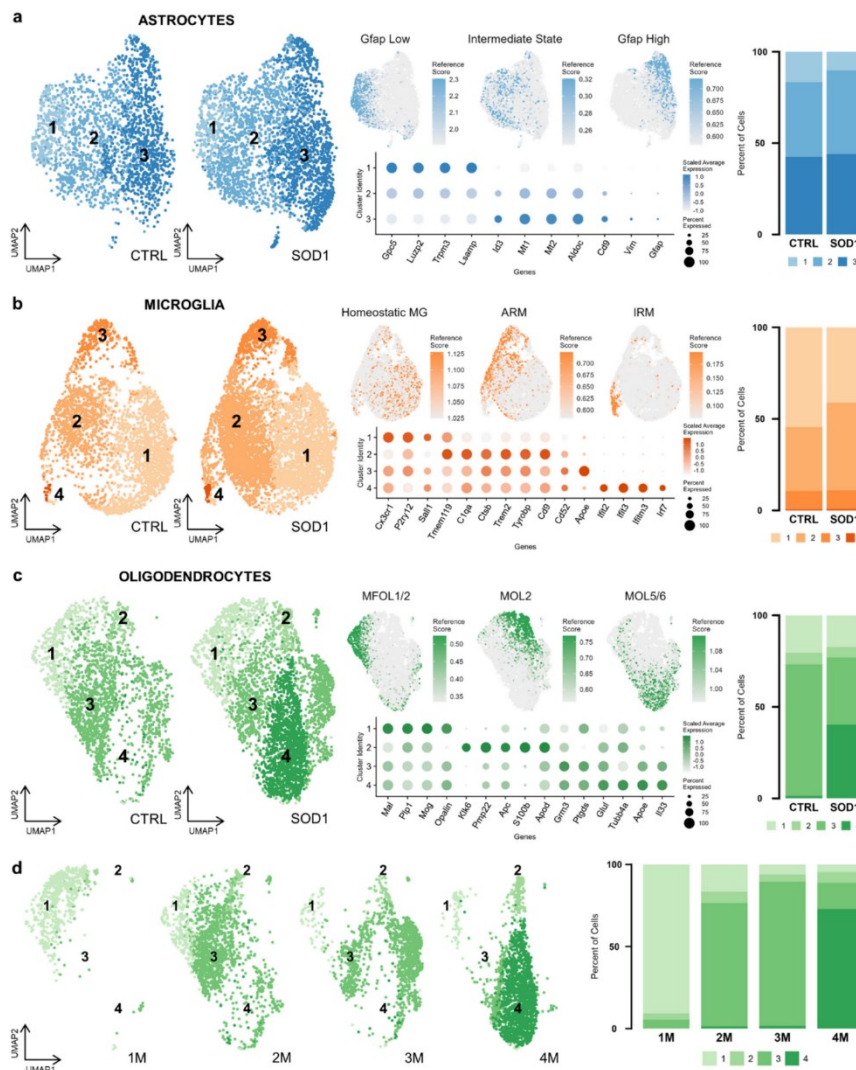 a
ASTROCYTES
1
2
3
CTRL
1
2
3
SOD1
UMAP2
UMAP1
Gfap Low
Intermediate State
Gfap High
Reference Score
2.3
2.2
2.1
2.0
Reference Score
0.32
0.30
0.28
0.26
Reference Score
0.700
0.675
0.650
0.625
0.600
Cluster Identity
1
2
3
Gpc5
Luzp2
Trpm3
Lsamp
Id3
Mt1
Mt2
Aldoc
Cd9
Vim
Gfap
Genes
Scaled Average Expression
1.0
0.5
0.0
-0.5
-1.0
Percent Expressed
25
50
75
100
Percent of Cells
100
50
0
CTRL SOD1
1 2 3
b
MICROGLIA
3
2
1
4
CTRL
3
2
1
4
SOD1
UMAP2
UMAP1
Homeostatic MG
ARM
IRM
Reference Score
1.125
1.100
1.075
1.050
1.025
Reference Score
0.700
0.675
0.650
0.625
0.600
Reference Score
0.175
0.150
0.125
0.100
Cluster Identity
1
2
3
4
Cx3cr1
P2ry12
Sall1
Tmem119
C1qa
Ctsb
Trem2
Tyrobp
Cd9
Cd52
Apoe
Ifit2
Ifit3
Ifitm3
Irf7
Genes
Scaled Average Expression
1.0
0.5
0.0
-0.5
-1.0
Percent Expressed
25
50
75
100
Percent of Cells
100
50
0
CTRL SOD1
1 2 3
c
OLIGODENDROCYTES
2
1
3
4
CTRL
2
1
3
4
SOD1
UMAP2
UMAP1
MFOL1/2
MOL2
MOL5/6
Reference Score
0.50
0.45
0.40
0.35
Reference Score
0.75
0.70
0.65
0.60
Reference Score
1.08
1.04
1.00
Cluster Identity
1
2
3
4
Mal
Plp1
Mog
Opalin
Klk6
Pmp22
Apc
S100b
Apod
Grm3
Ptgds
Glul
Tubb4a
Apoe
Il33
Genes
Scaled Average Expression
1.0
0.5
0.0
-0.5
-1.0
Percent Expressed
25
50
75
100
Percent of Cells
100
50
0
CTRL SOD1
1 2 3
d
2
1
3
4
1M
2
1
3
4
2M
2
1
3
4
3M
2
1
3
4
4M
UMAP2
UMAP1
Percent of Cells
100
50
0
1M 2M 3M 4M
1 2 3 4